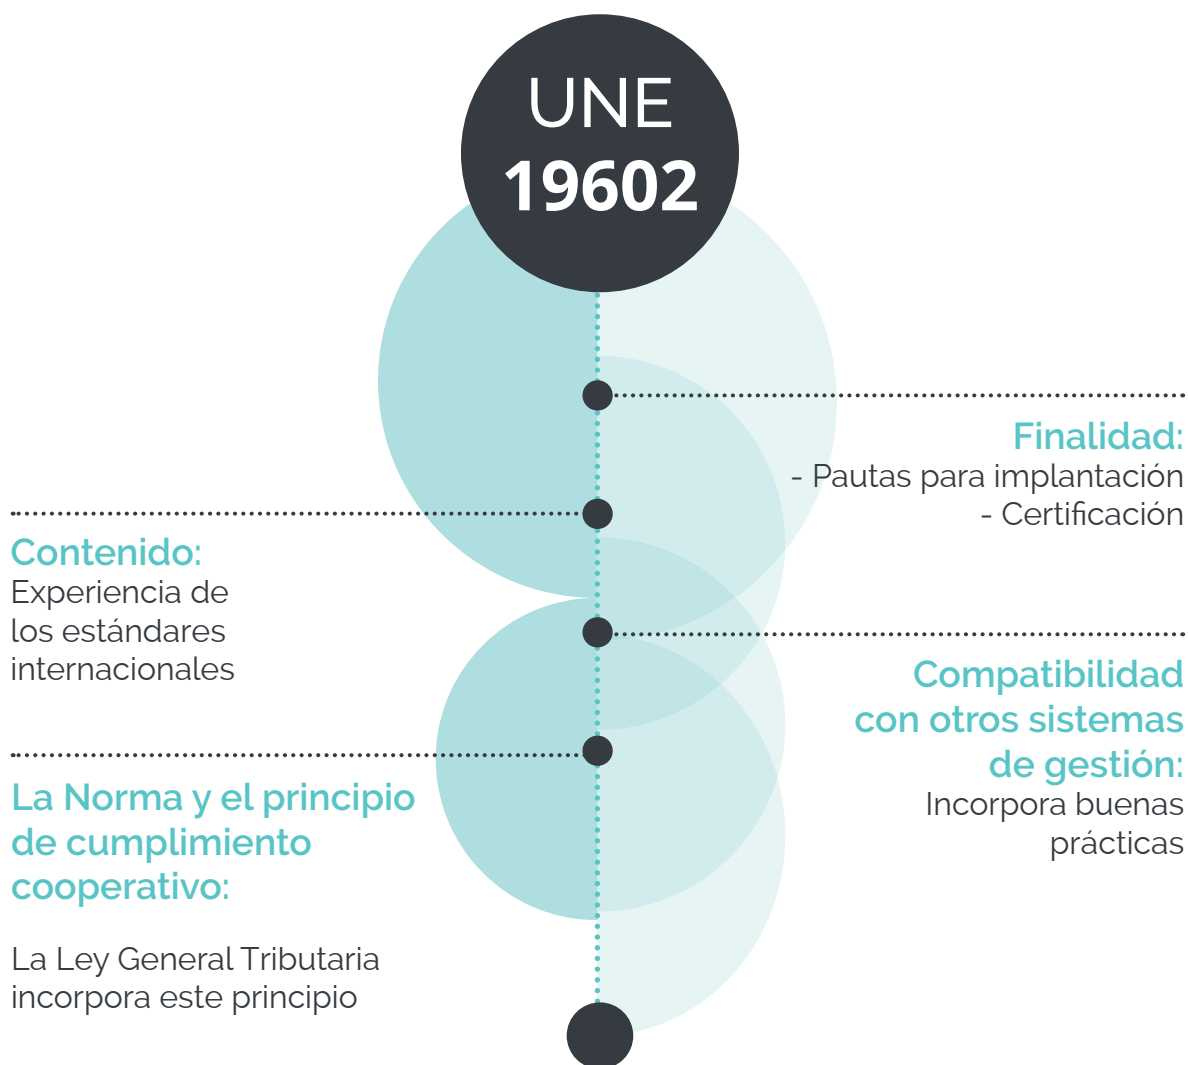 UNE
19602
Finalidad:
- Pautas para implantación
- Certificación
Contenido:
Experiencia de
los estándares
internacionales
Compatibilidad
con otros sistemas
de gestión:
Incorpora buenas
prácticas
La Norma y el principio
de cumplimiento
cooperativo:
La Ley General Tributaria
incorpora este principio